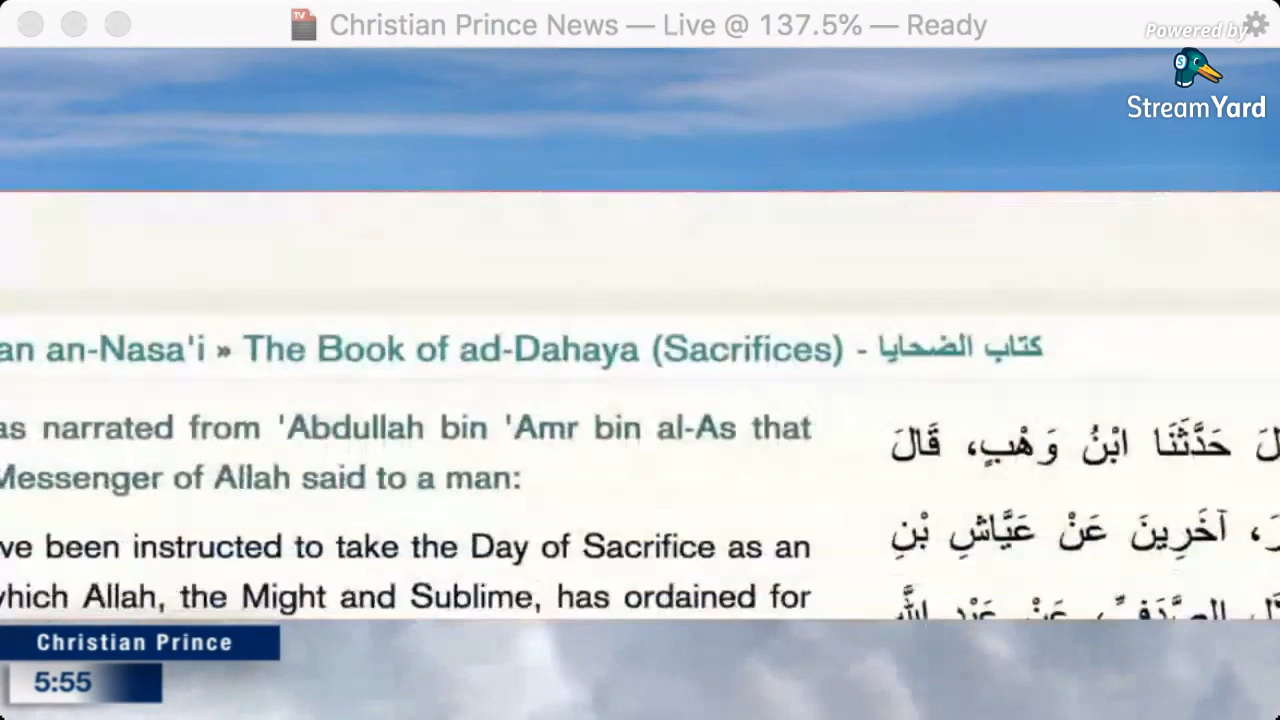 Christian Prince News — Live @ 137.5% — Ready
Powered by
StreamYard
an an-Nasa'i » The Book of ad-Dahaya (Sacrifices) - كتاب الضحايا
as narrated from 'Abdullah bin 'Amr bin al-As that
Messenger of Allah said to a man:
ve been instructed to take the Day of Sacrifice as an
which Allah, the Might and Sublime, has ordained for
حَدَّثَنَا ابْنُ وَهْبٍ، قَالَ
آخَرِينَ عَنْ عَيَّاشِ بْنِ
الصَّدَفِيِّ، عَنْ عَبْدِ اللَّهِ
Christian Prince
5:55